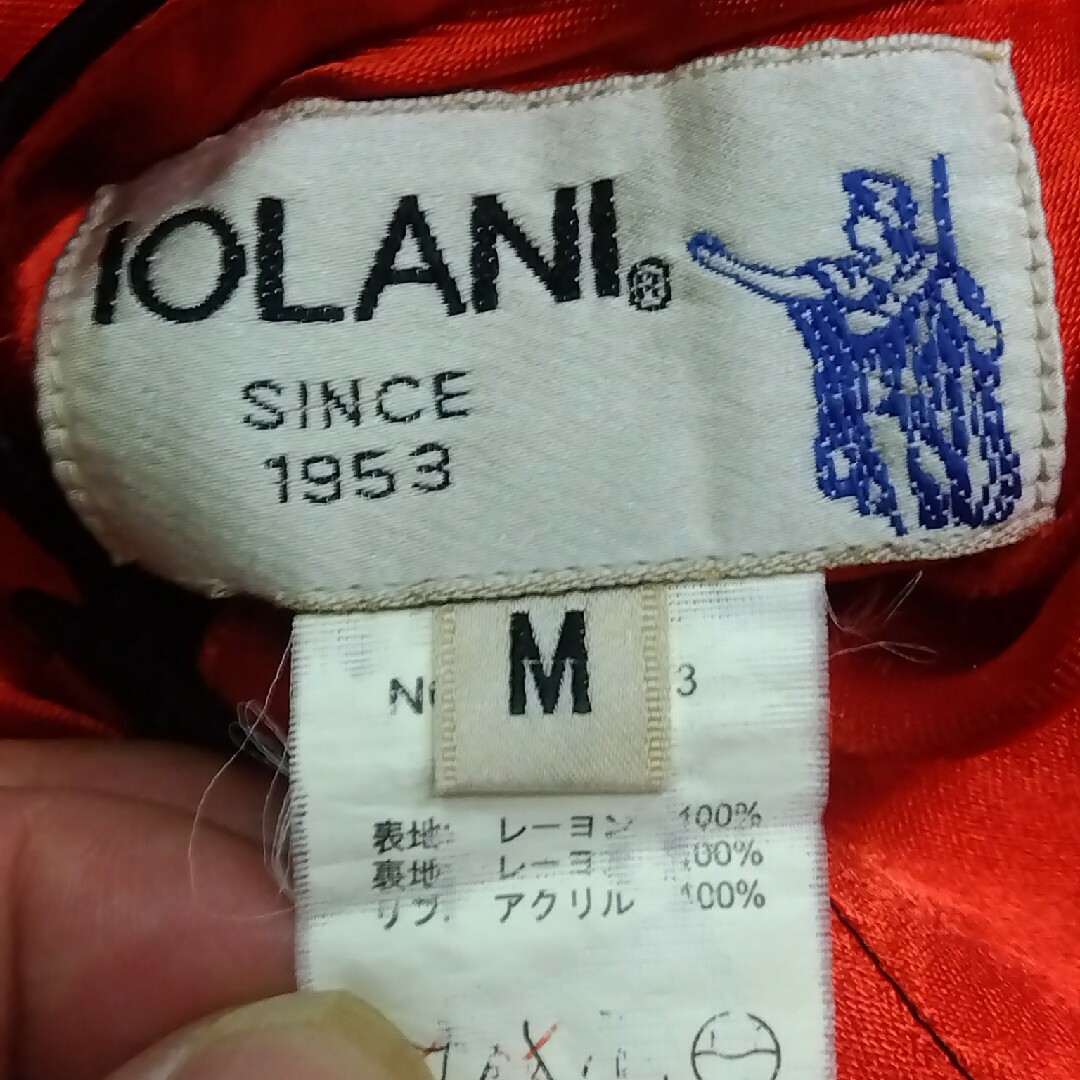 IOLANI®
SINCE
1953
M
3
表地: レーヨン 100%
裏地: レーヨ 100%
リブ. アクリル 100%